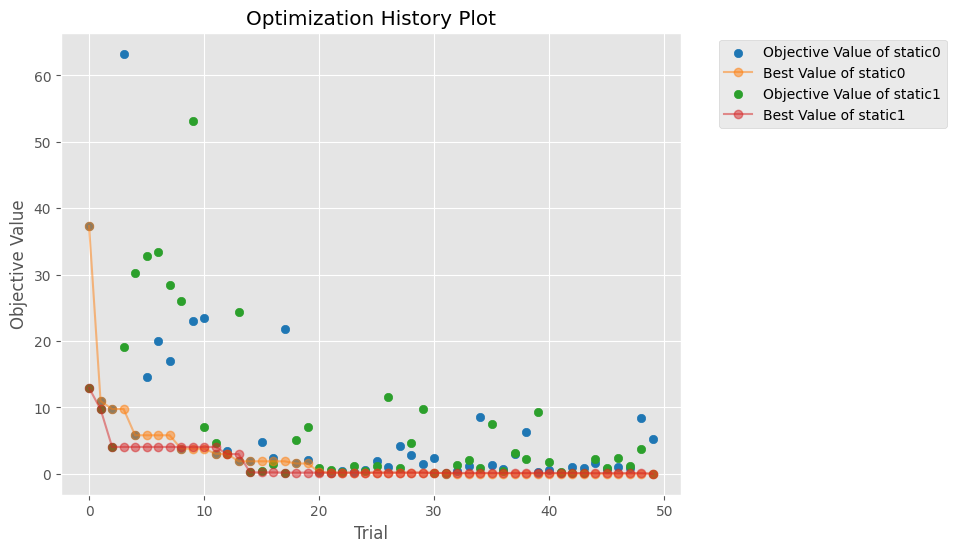 Optimization History Plot
Objective Value
60
50
40
30
20
10
0
0
10
20
30
40
50
Trial
Objective Value of static0
Best Value of static0
Objective Value of static1
Best Value of static1